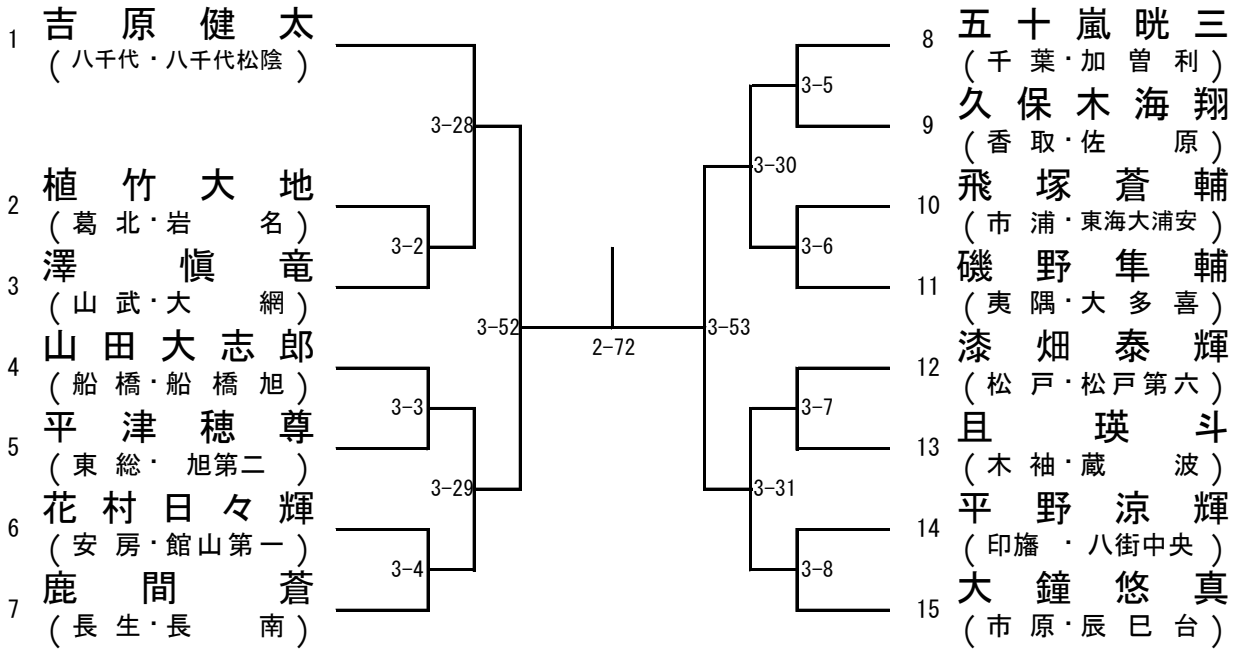 1 吉原健太
(八千代・八千代松陰)
2 植竹大地
(葛北・岩名)
3 澤愼竜
(山武・大網)
4 山田大志郎
(船橋・船橋旭)
5 平津穂尊
(東総・旭第二)
6 花村日々輝
(安房・館山第一)
7 鹿間蒼
(長生・長南)
3-28
3-2
3-52
3-3
3-29
3-4
2-72
3-5
3-30
3-6
3-53
3-7
3-31
3-8
8 五十嵐晄三
(千葉・加曽利)
9 久保木海翔
(香取・佐原)
10 飛塚蒼輔
(市浦・東海大浦安)
11 磯野隼輔
(夷隅・大多喜)
12 漆畑泰輝
(松戸・松戸第六)
13 且瑛斗
(木袖・蔵波)
14 平野涼輝
(印旛・八街中央)
15 大鐘悠真
(市原・辰巳台)